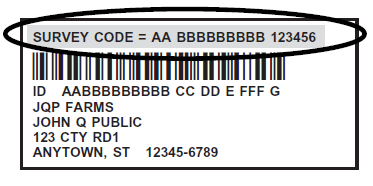 SURVEY CODE = AA BBBBBBBBB 123456
ID AABBBBBBBBB CC DD E FFF G
JQP FARMS
JOHN Q PUBLIC
123 CTY RD1
ANYTOWN, ST 12345-6789